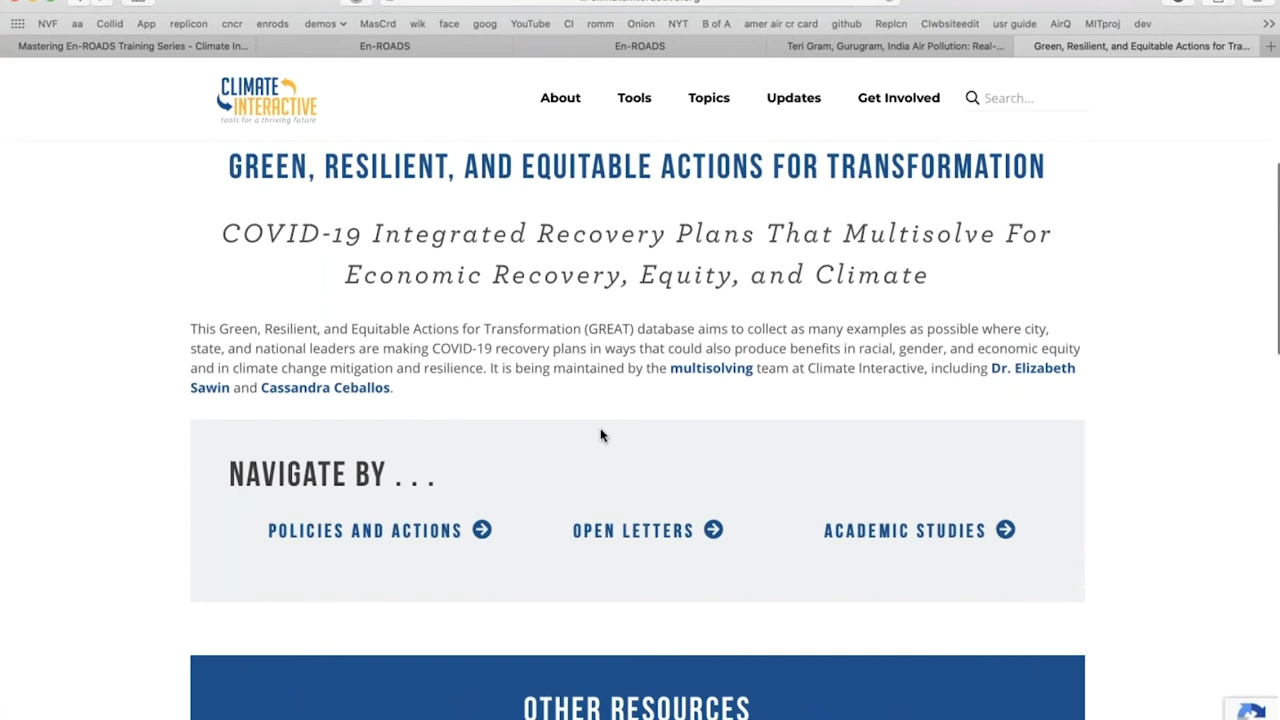 NVF aa Collid App replicon cncr enrods demos MasCrd wik face goog YouTube CI romm Onion NYT B of A amer air cr card github Replcn Clwbsiteedit usr guide AirQ MITproj dev
Mastering En-ROADS Training Series - Climate In... En-ROADS En-ROADS Teri Gram, Gurugram, India Air Pollution: Real-... Green, Resilient, and Equitable Actions for Tra...
CLIMATE
INTERACTIVE
tools for a thriving future
About Tools Topics Updates Get Involved Search...
GREEN, RESILIENT, AND EQUITABLE ACTIONS FOR TRANSFORMATION
COVID-19 Integrated Recovery Plans That Multisolve For
Economic Recovery, Equity, and Climate
This Green, Resilient, and Equitable Actions for Transformation (GREAT) database aims to collect as many examples as possible where city,
state, and national leaders are making COVID-19 recovery plans in ways that could also produce benefits in racial, gender, and economic equity
and in climate change mitigation and resilience. It is being maintained by the multisolving team at Climate Interactive, including Dr. Elizabeth
Sawin and Cassandra Ceballos.
NAVIGATE BY . . .
POLICIES AND ACTIONS OPEN LETTERS ACADEMIC STUDIES
OTHER RESOURCES